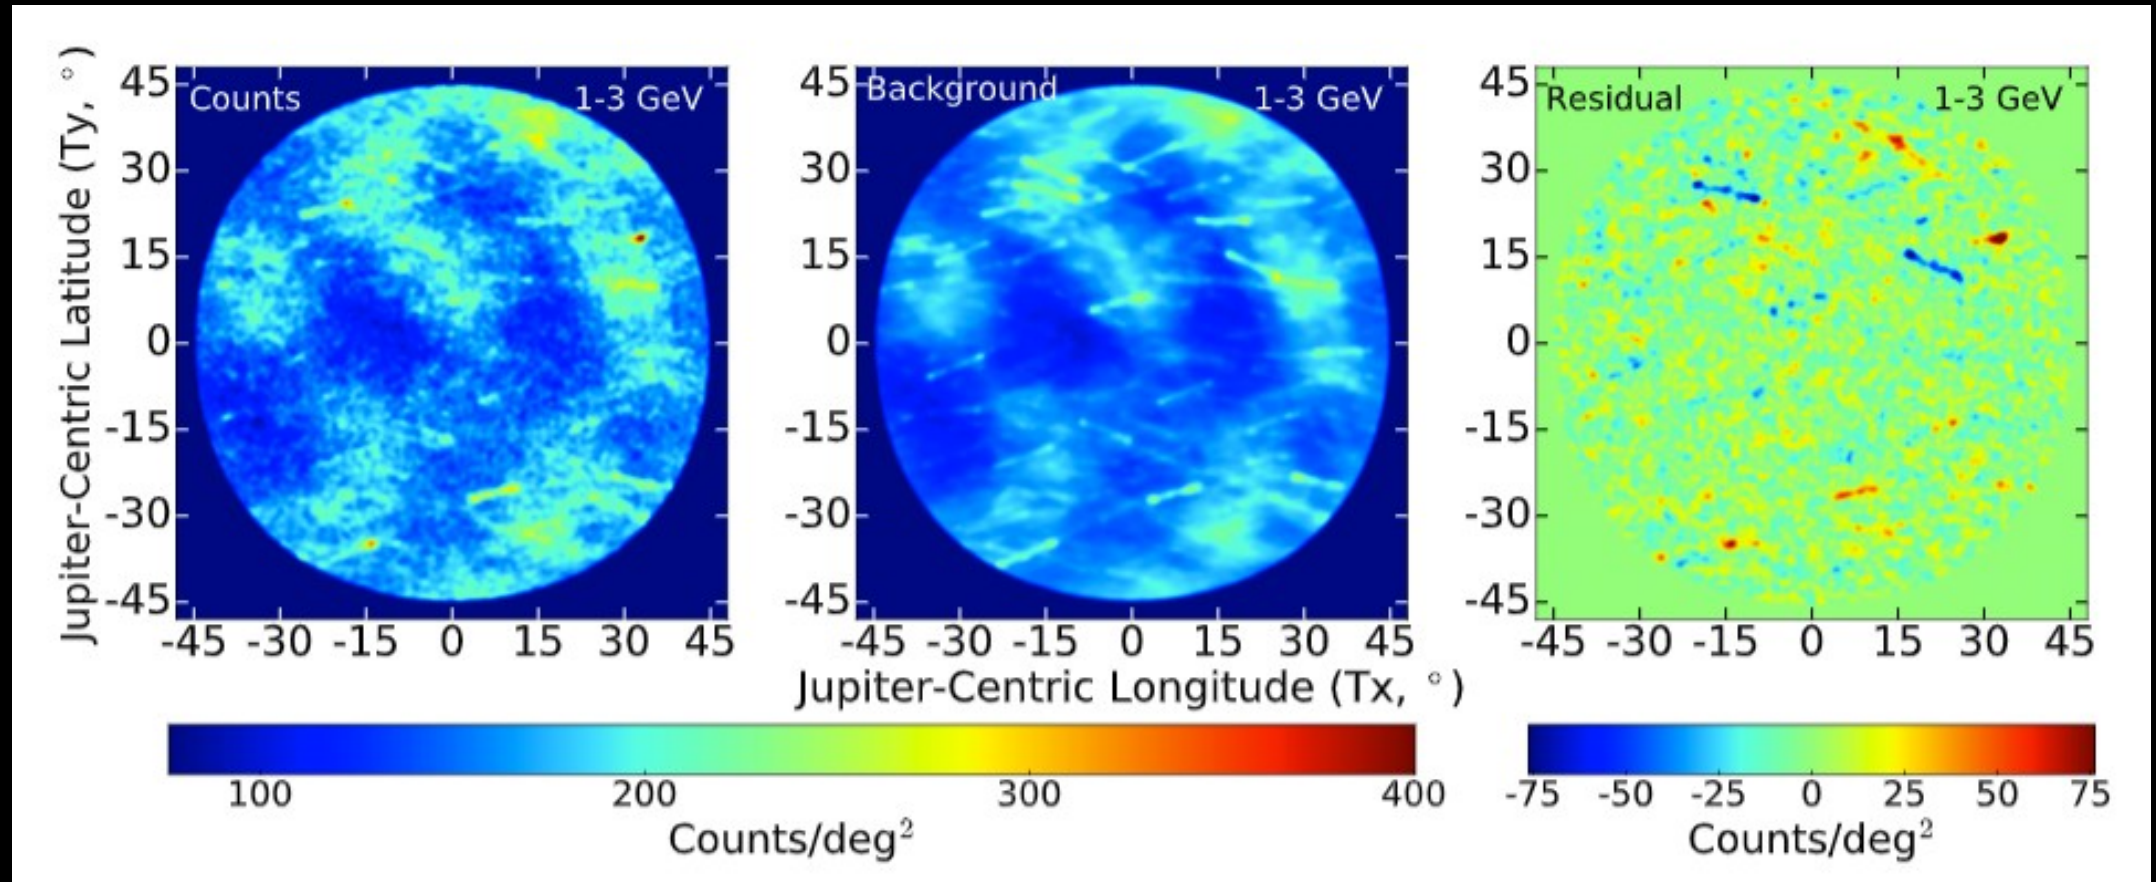 Counts 1-3 GeV
Background 1-3 GeV
Residual 1-3 GeV
Jupiter-Centric Latitude (Ty, °)
45
30
15
0
-15
-30
-45
45
30
15
0
-15
-30
-45
45
30
15
0
-15
-30
-45
-45 -30 -15 0 15 30 45
-45 -30 -15 0 15 30 45
-45 -30 -15 0 15 30 45
Jupiter-Centric Longitude (Tx, °)
100 200 300 400
Counts/deg²
-75 -50 -25 0 25 50 75
Counts/deg²